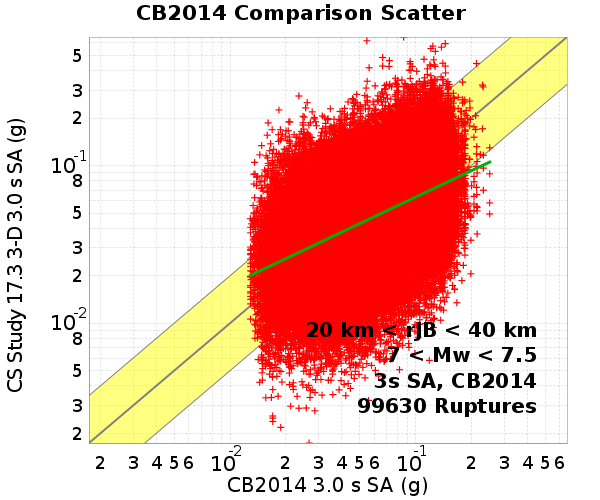 CB2014 Comparison Scatter
CS Study 17.3 3-D 3.0 s SA (g)
5
3
2
10-1
8
5
3
2
10-2
8
5
3
2
20 km < rJB < 40 km
7 < Mw < 7.5
3s SA, CB2014
99630 Ruptures
2 3 4 5 6 10-2 2 3 4 5 6 10-1 2 3 4 5 6
CB2014 3.0 s SA (g)